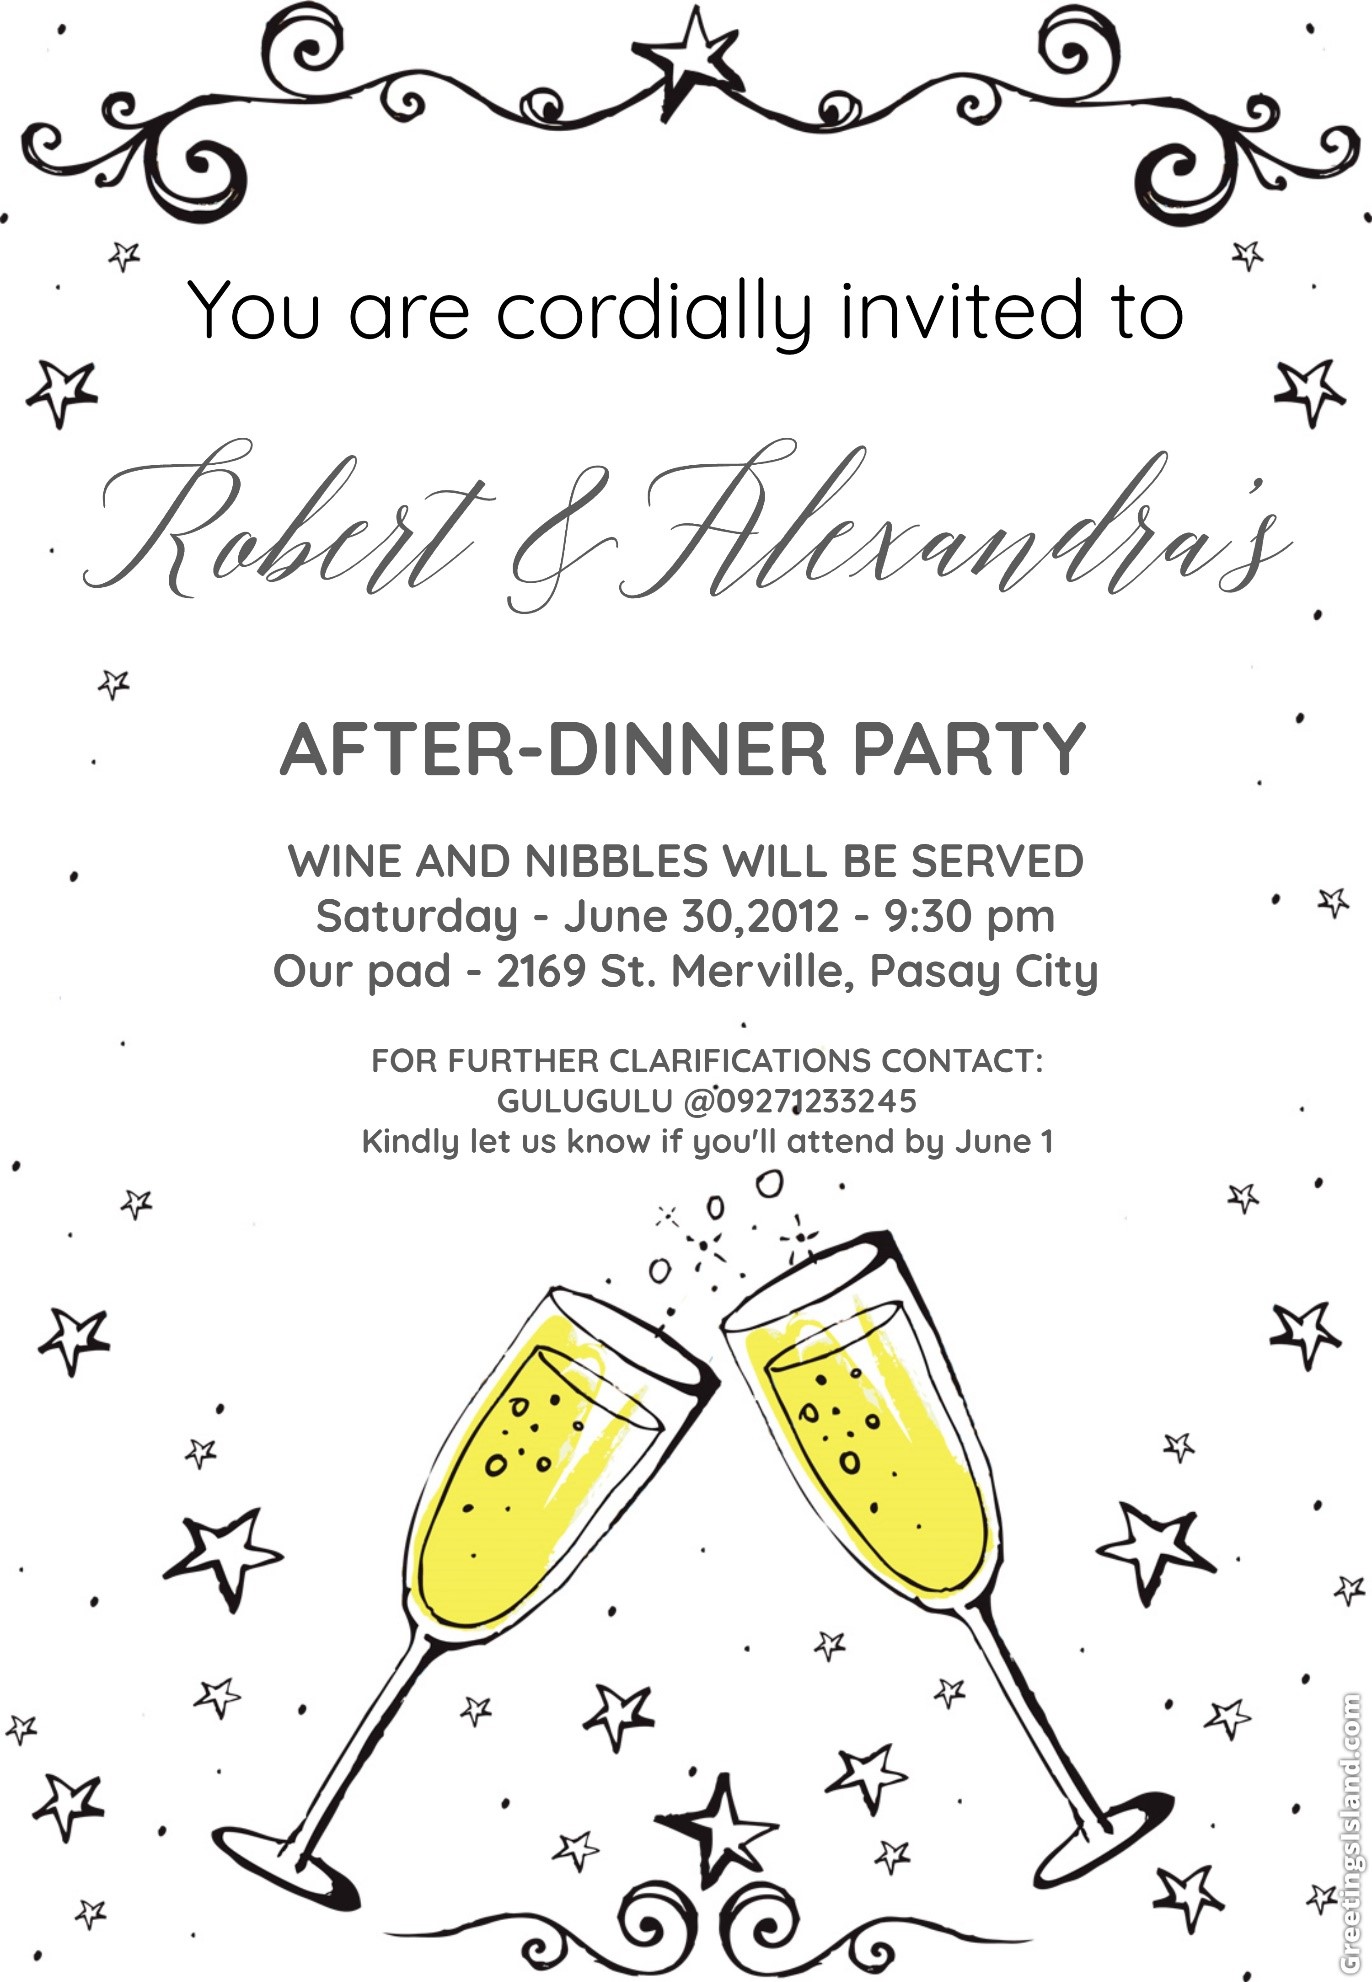 You are cordially invited to
Robert & Alexandra's
AFTER-DINNER PARTY
WINE AND NIBBLES WILL BE SERVED
Saturday - June 30,2012 - 9:30 pm
Our pad - 2169 St. Merville, Pasay City
FOR FURTHER CLARIFICATIONS CONTACT:
GULUGULU @09271233245
Kindly let us know if you'll attend by June 1
GreetingsIsland.com